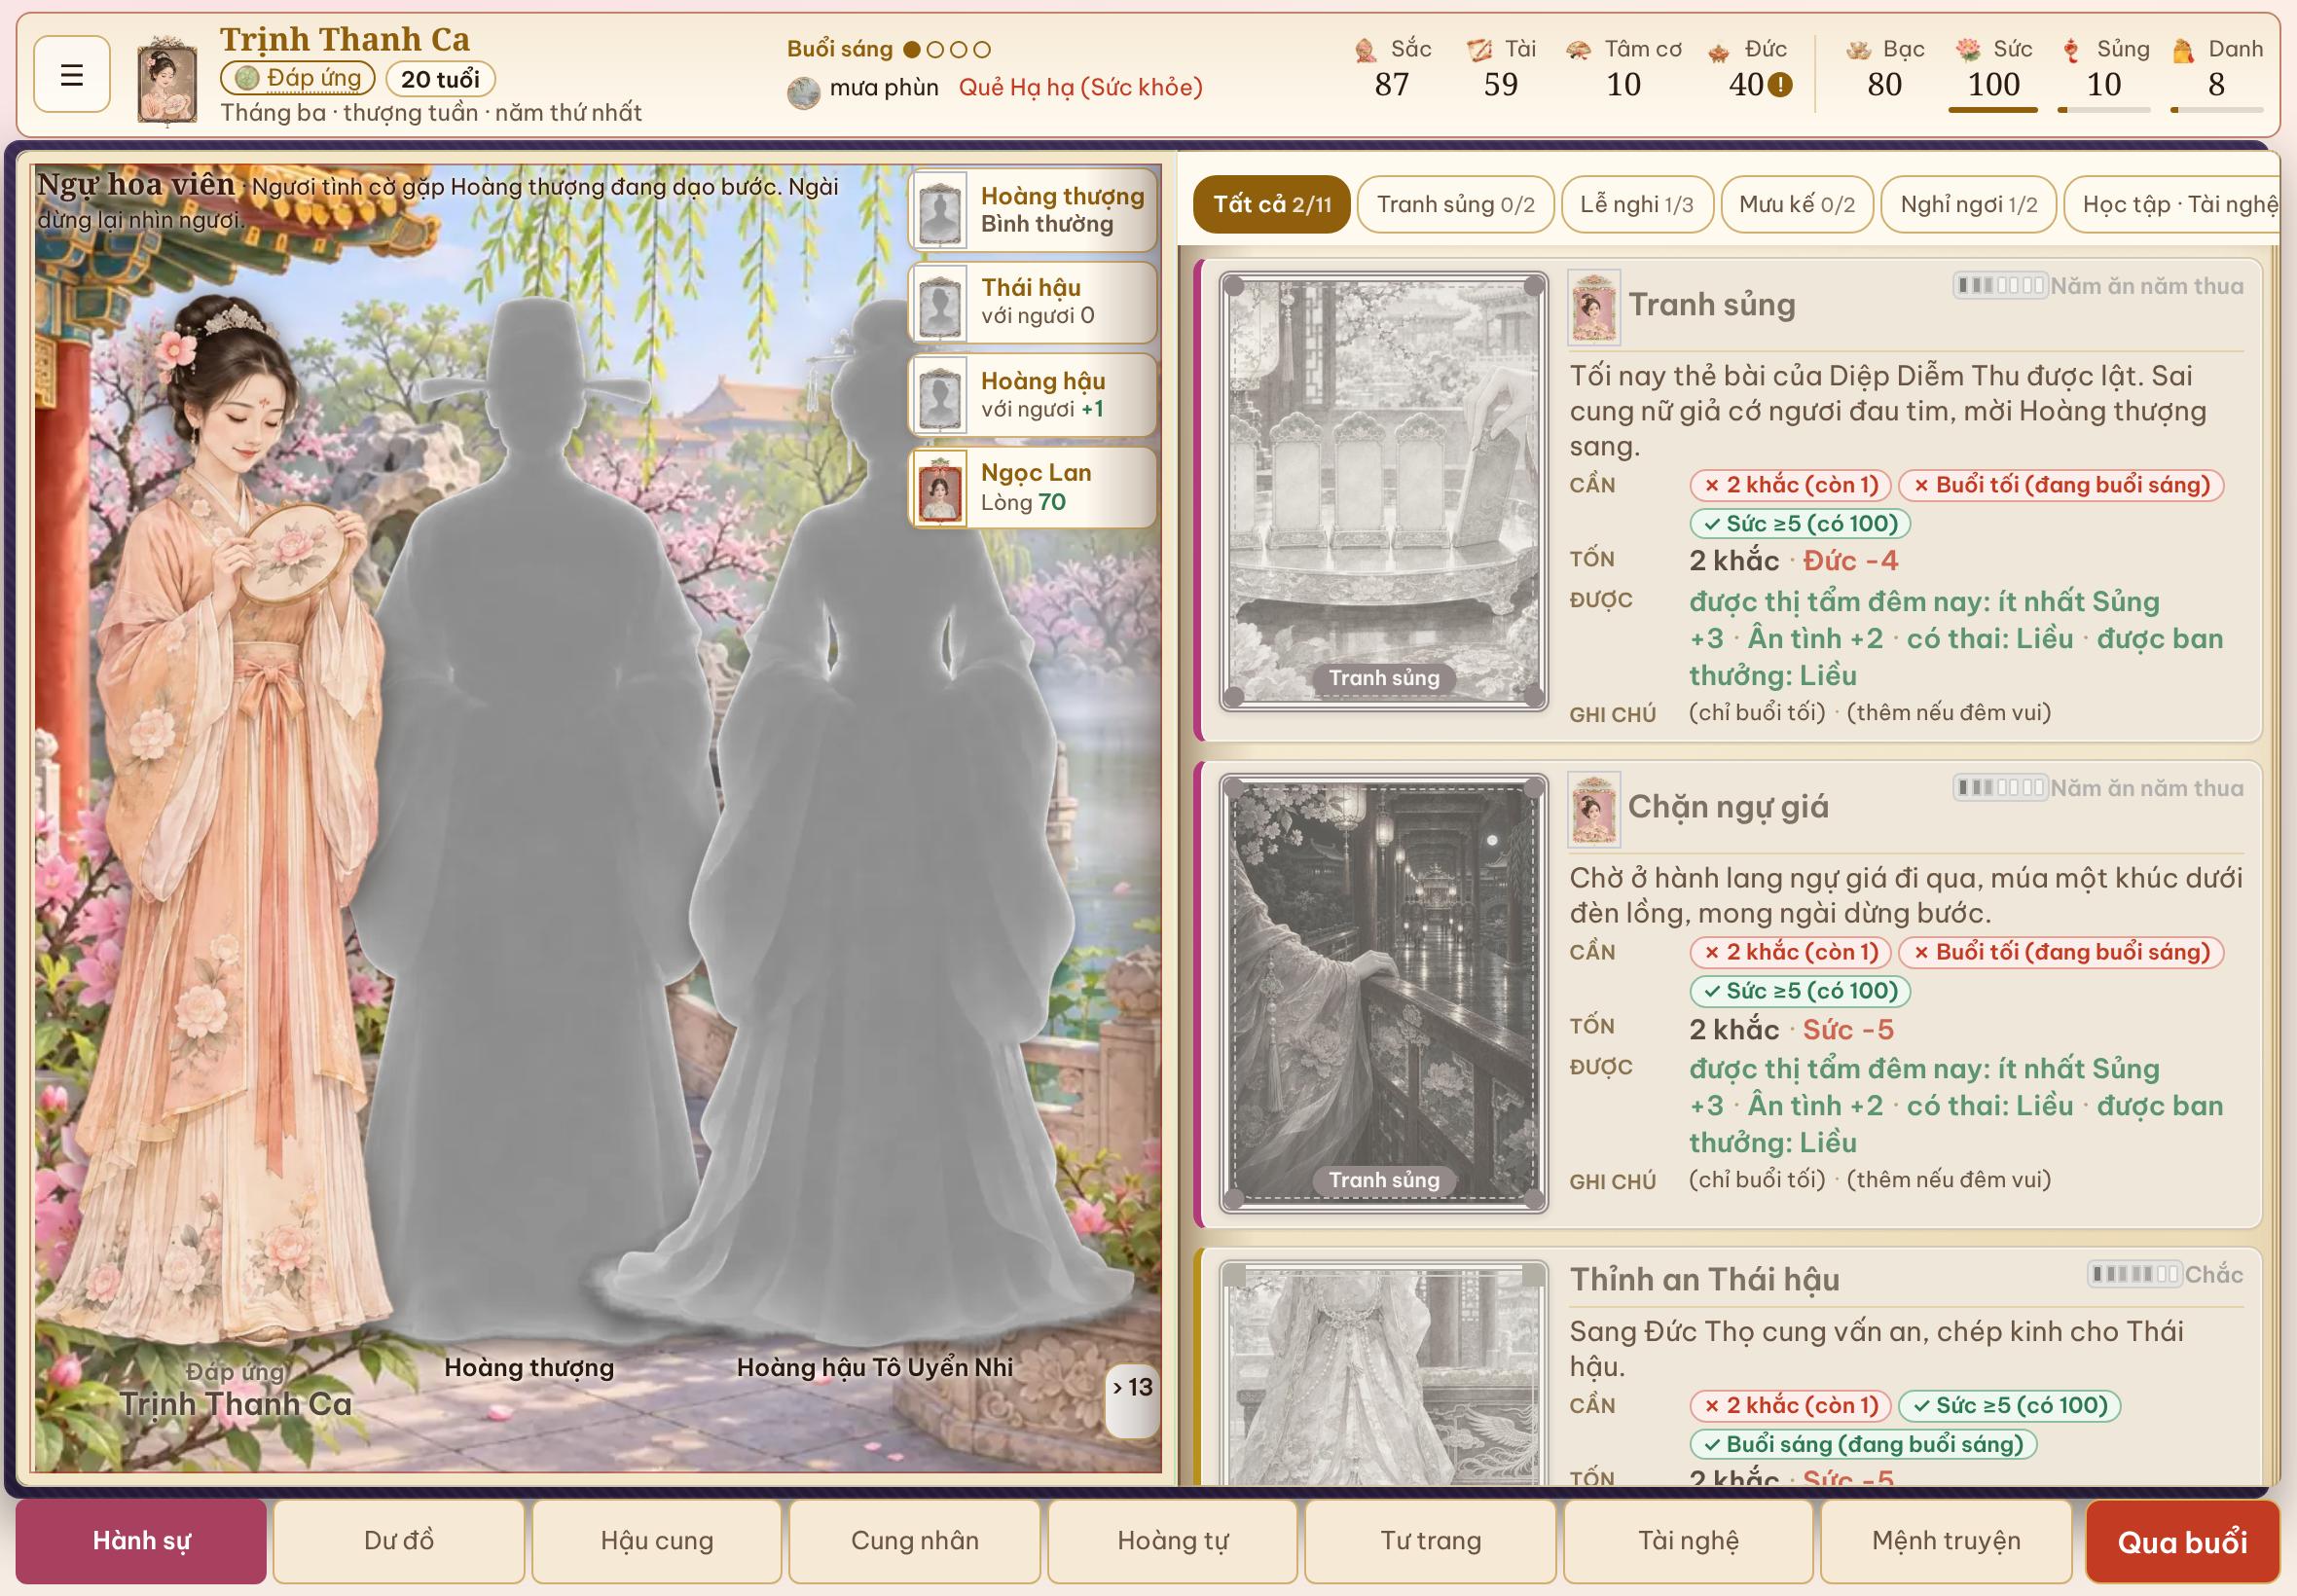 Trịnh Thanh Ca
Đáp ứng
20 tuổi
Tháng ba · thượng tuần · năm thứ nhất
Buổi sáng
mưa phùn Quẻ Hạ hạ (Sức khỏe)
Sắc 87
Tài 59
Tâm cơ 10
Đức 40 !
Bạc 80
Sức 100
Sủng 10
Danh 8
Ngự hoa viên · Ngươi tình cờ gặp Hoàng thượng đang dạo bước. Ngài
dừng lại nhìn ngươi.
Hoàng thượng
Bình thường
Thái hậu
với ngươi 0
Hoàng hậu
với ngươi +1
Ngọc Lan
Lòng 70
Đáp ứng
Trịnh Thanh Ca
Hoàng thượng
Hoàng hậu Tô Uyển Nhi
› 13
Tất cả 2/11
Tranh sủng 0/2
Lễ nghi 1/3
Mưu kế 0/2
Nghỉ ngơi 1/2
Học tập · Tài nghệ
Tranh sủng
Tranh sủng
Năm ăn năm thua
Tối nay thẻ bài của Diệp Diễm Thu được lật. Sai
cung nữ giả cớ ngươi đau tim, mời Hoàng thượng
sang.
CẦN × 2 khắc (còn 1) × Buổi tối (đang buổi sáng)
✓ Sức ≥5 (có 100)
TỐN 2 khắc · Đức -4
ĐƯỢC được thị tẩm đêm nay: ít nhất Sủng
+3 · Ân tình +2 · có thai: Liều · được ban
thưởng: Liều
GHI CHÚ (chỉ buổi tối) · (thêm nếu đêm vui)
Tranh sủng
Chặn ngự giá
Năm ăn năm thua
Chờ ở hành lang ngự giá đi qua, múa một khúc dưới
đèn lồng, mong ngài dừng bước.
CẦN × 2 khắc (còn 1) × Buổi tối (đang buổi sáng)
✓ Sức ≥5 (có 100)
TỐN 2 khắc · Sức -5
ĐƯỢC được thị tẩm đêm nay: ít nhất Sủng
+3 · Ân tình +2 · có thai: Liều · được ban
thưởng: Liều
GHI CHÚ (chỉ buổi tối) · (thêm nếu đêm vui)
Thỉnh an Thái hậu
Chắc
Sang Đức Thọ cung vấn an, chép kinh cho Thái
hậu.
CẦN × 2 khắc (còn 1) ✓ Sức ≥5 (có 100)
✓ Buổi sáng (đang buổi sáng)
TỐN 2 khắc · Sức -5
Hành sự
Dư đồ
Hậu cung
Cung nhân
Hoàng tự
Tư trang
Tài nghệ
Mệnh truyện
Qua buổi